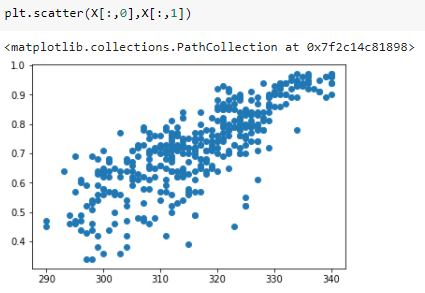 plt.scatter(X[:,0],X[:,1])
<matplotlib.collections.PathCollection at 0x7f2c14c81898>
1.0
0.9
0.8
0.7
0.6
0.5
0.4
290 300 310 320 330 340